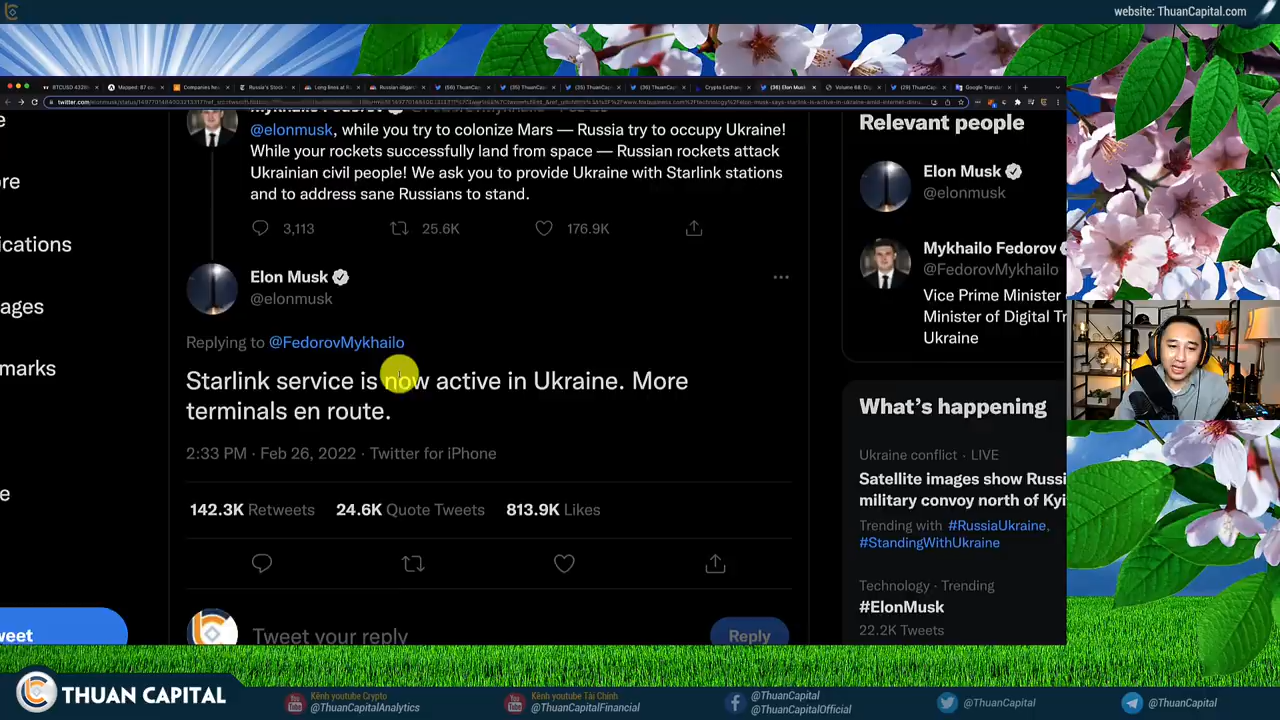 website: ThuanCapital.com
@elonmusk, while you try to colonize Mars — Russia try to occupy Ukraine!
While your rockets successfully land from space — Russian rockets attack
Ukrainian civil people! We ask you to provide Ukraine with Starlink stations
and to address sane Russians to stand.
3,113 25.6K 176.9K
Elon Musk
@elonmusk
Replying to @FedorovMykhailo
Starlink service is now active in Ukraine. More
terminals en route.
2:33 PM · Feb 26, 2022 · Twitter for iPhone
142.3K Retweets 24.6K Quote Tweets 813.9K Likes
Tweet your reply
Reply
Relevant people
Elon Musk
@elonmusk
Mykhailo Fedorov
@FedorovMykhailo
Vice Prime Minister
Minister of Digital Tr
Ukraine
What's happening
Ukraine conflict · LIVE
Satellite images show Russi
military convoy north of Kyi
Trending with #RussiaUkraine,
#StandingWithUkraine
Technology · Trending
#ElonMusk
22.2K Tweets
ore
ications
ages
marks
e
weet
THUAN CAPITAL
Kênh youtube Crypto
@ThuanCapitalAnalytics
Kênh youtube Tài Chính
@ThuanCapitalFinancial
@ThuanCapital
@ThuanCapitalOfficial
@ThuanCapital
@ThuanCapital